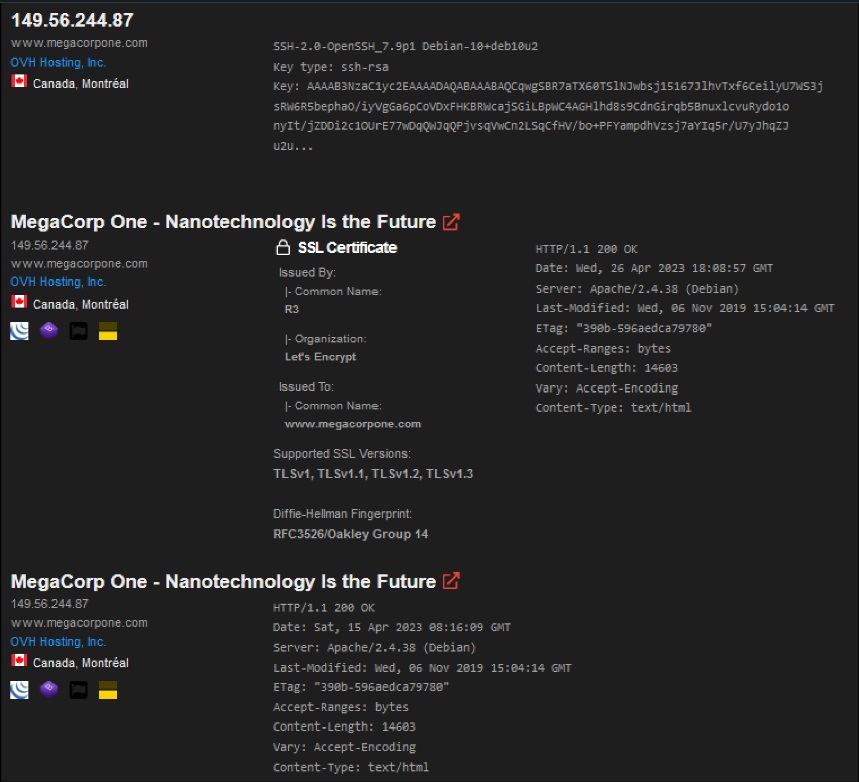 149.56.244.87
www.megacorpone.com
OVH Hosting, Inc.
Canada, Montréal
SSH-2.0-OpenSSH_7.9p1 Debian-10+deb10u2
Key type: ssh-rsa
Key: AAAAB3NzaC1yc2EAAAADAQABAAABAQCqwgSBR7aTX60TSlNJwbsj15167JlhvTxf6CeilyU7WS3j
sRW6R5bephaO/iyVgGa6pCoVDxFHKBRWcajSGiLBpWC4AGHlhd8s9CdnGirqb5BnuxlcvuRydo1o
nyIt/jZDDi2c1OUrE77wDqQWJqQPjvsqVwCn2LSqCfHV/bo+PFYampdhVzsj7aYIq5r/U7yJhqZJ
u2u...
MegaCorp One - Nanotechnology Is the Future
149.56.244.87
www.megacorpone.com
OVH Hosting, Inc.
Canada, Montréal
SSL Certificate
Issued By:
|- Common Name:
R3
|- Organization:
Let's Encrypt
Issued To:
|- Common Name:
www.megacorpone.com
Supported SSL Versions:
TLSv1, TLSv1.1, TLSv1.2, TLSv1.3
Diffie-Hellman Fingerprint:
RFC3526/Oakley Group 14
HTTP/1.1 200 OK
Date: Wed, 26 Apr 2023 18:08:57 GMT
Server: Apache/2.4.38 (Debian)
Last-Modified: Wed, 06 Nov 2019 15:04:14 GMT
ETag: "390b-596aedca79780"
Accept-Ranges: bytes
Content-Length: 14603
Vary: Accept-Encoding
Content-Type: text/html
MegaCorp One - Nanotechnology Is the Future
149.56.244.87
www.megacorpone.com
OVH Hosting, Inc.
Canada, Montréal
HTTP/1.1 200 OK
Date: Sat, 15 Apr 2023 08:16:09 GMT
Server: Apache/2.4.38 (Debian)
Last-Modified: Wed, 06 Nov 2019 15:04:14 GMT
ETag: "390b-596aedca79780"
Accept-Ranges: bytes
Content-Length: 14603
Vary: Accept-Encoding
Content-Type: text/html